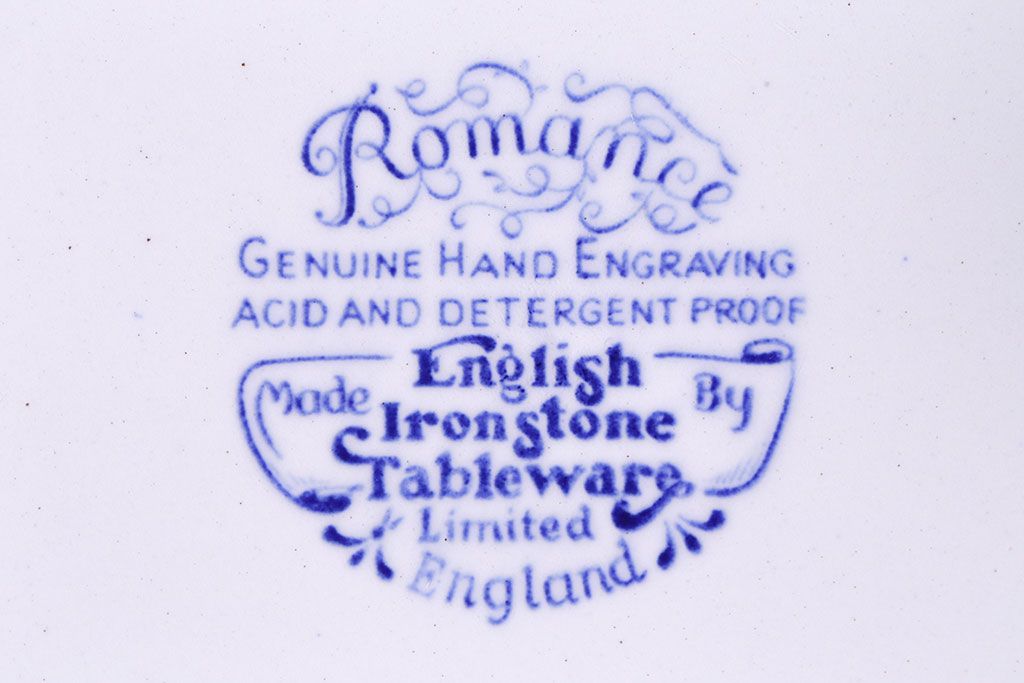 Romance
GENUINE HAND ENGRAVING
ACID AND DETERGENT PROOF
Made English By
Ironstone
Tableware
Limited
England